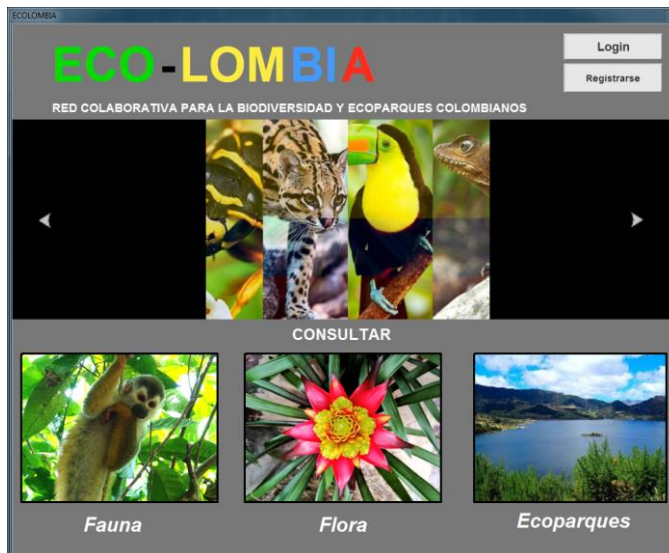 ECOLOMBIA
ECO-LOMBIA
Login
Registrarse
RED COLABORATIVA PARA LA BIODIVERSIDAD Y ECOPARQUES COLOMBIANOS
CONSULTAR
Fauna
Flora
Ecoparques